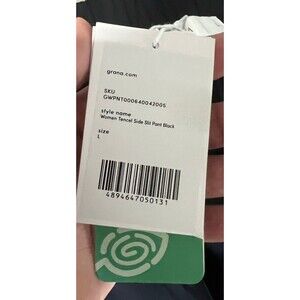 grana.com
SKU
GWPNT000640042005
style name
Women Tencel Side Slit Pant Black
size
L
4894647050131